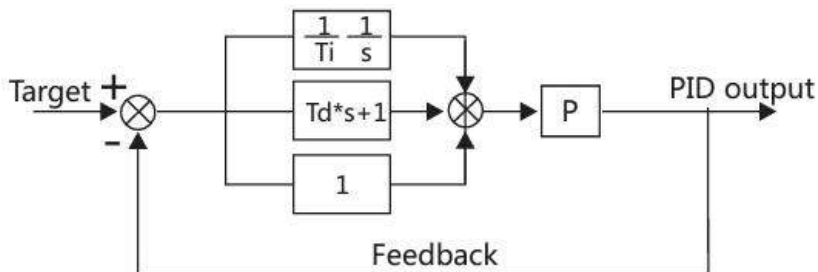 1 1
Ti s
Target + PID output
Td*s+1 P
-
1
Feedback